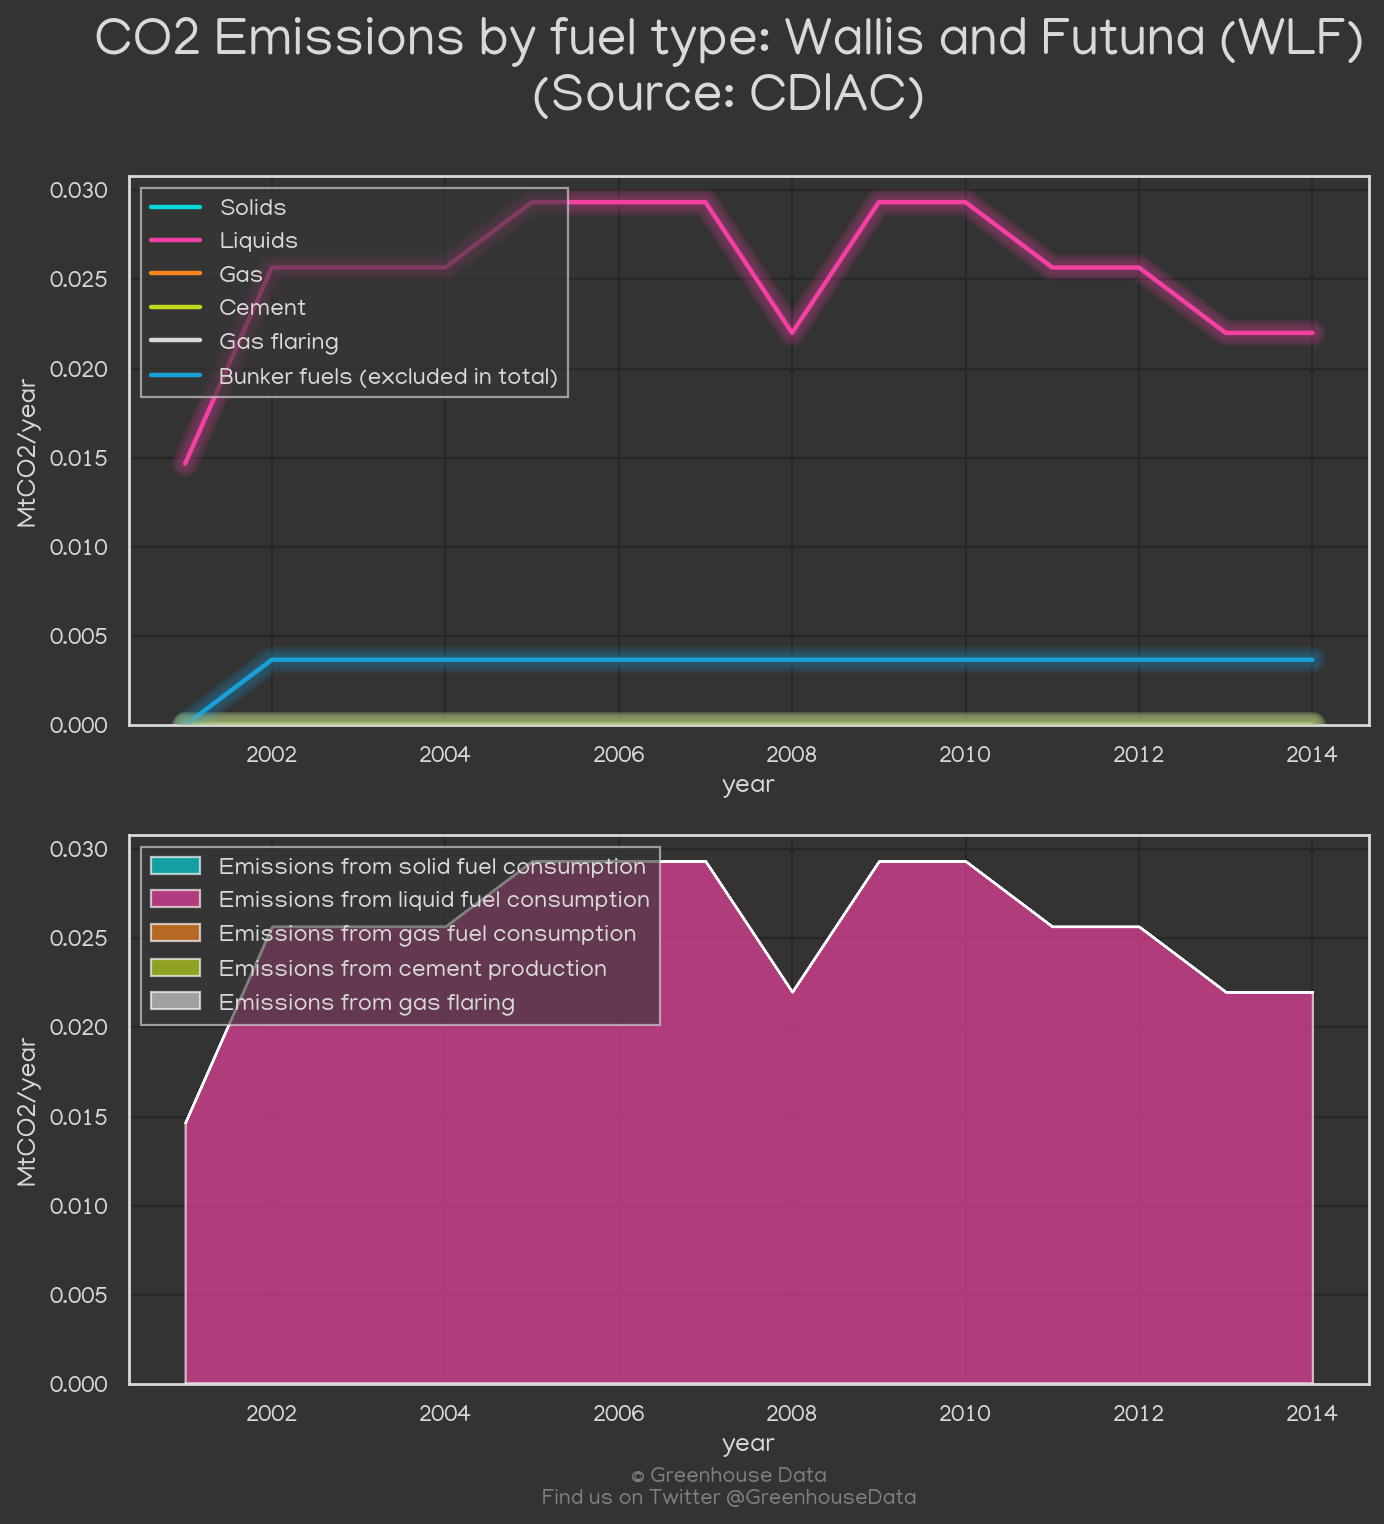 CO2 Emissions by fuel type: Wallis and Futuna (WLF)
(Source: CDIAC)
0.030
0.025
0.020
0.015
0.010
0.005
0.000
MtCO2/year
Solids
Liquids
Gas
Cement
Gas flaring
Bunker fuels (excluded in total)
2002 2004 2006 2008 2010 2012 2014
year
0.030
0.025
0.020
0.015
0.010
0.005
0.000
MtCO2/year
Emissions from solid fuel consumption
Emissions from liquid fuel consumption
Emissions from gas fuel consumption
Emissions from cement production
Emissions from gas flaring
2002 2004 2006 2008 2010 2012 2014
year
© Greenhouse Data
Find us on Twitter @GreenhouseData